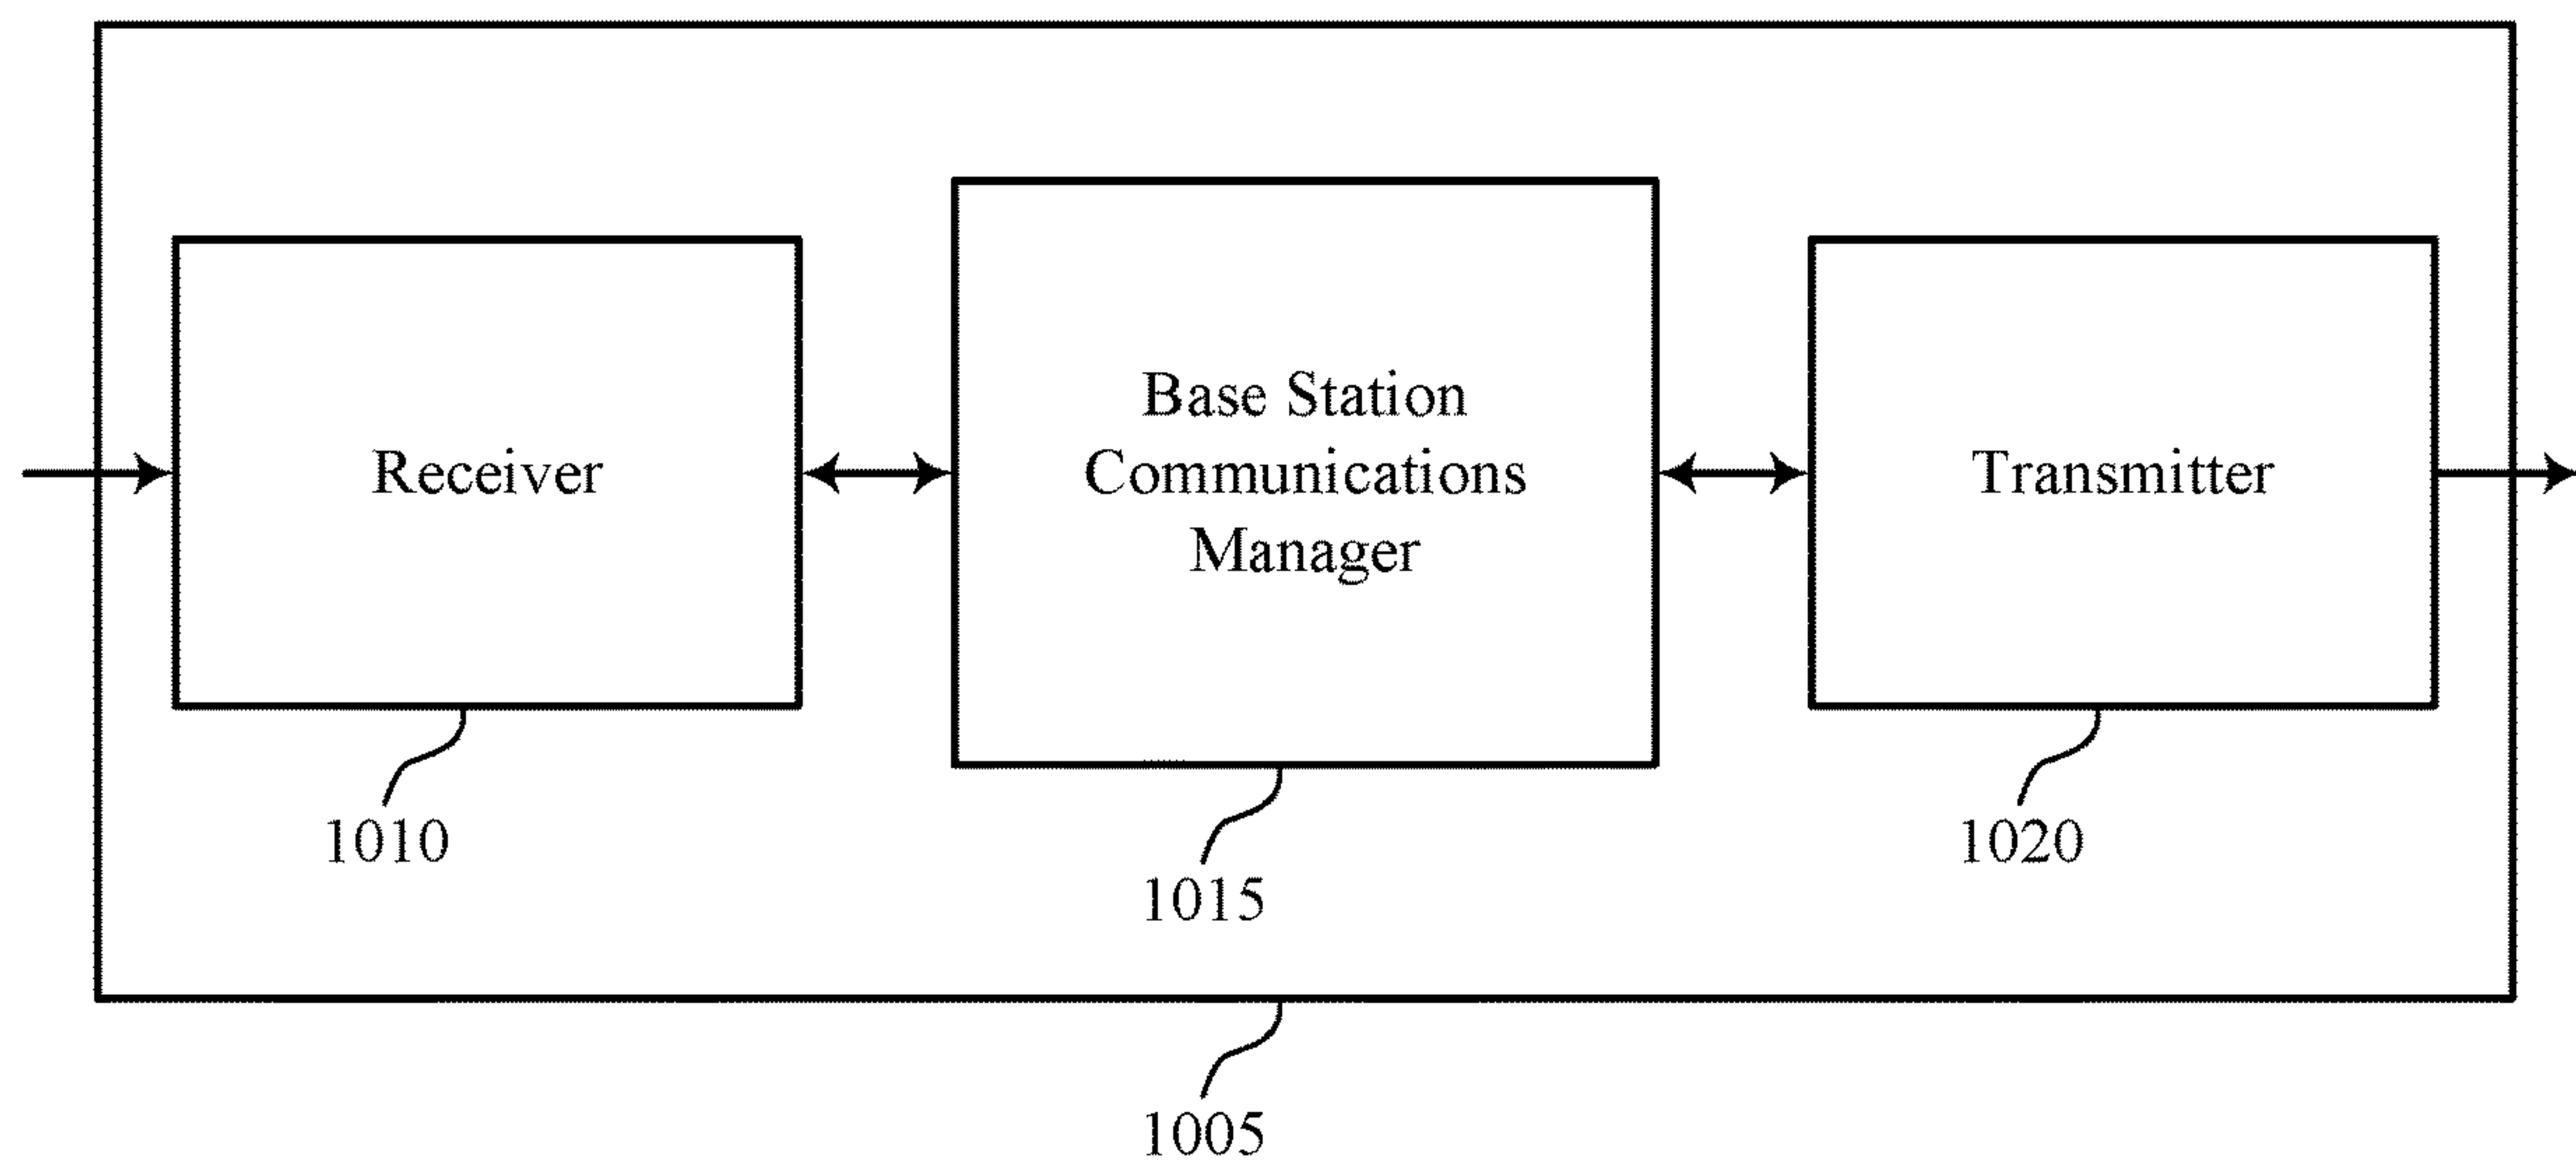 Receiver
Base Station
Communications
Manager
Transmitter
1010
1015
1020
1005